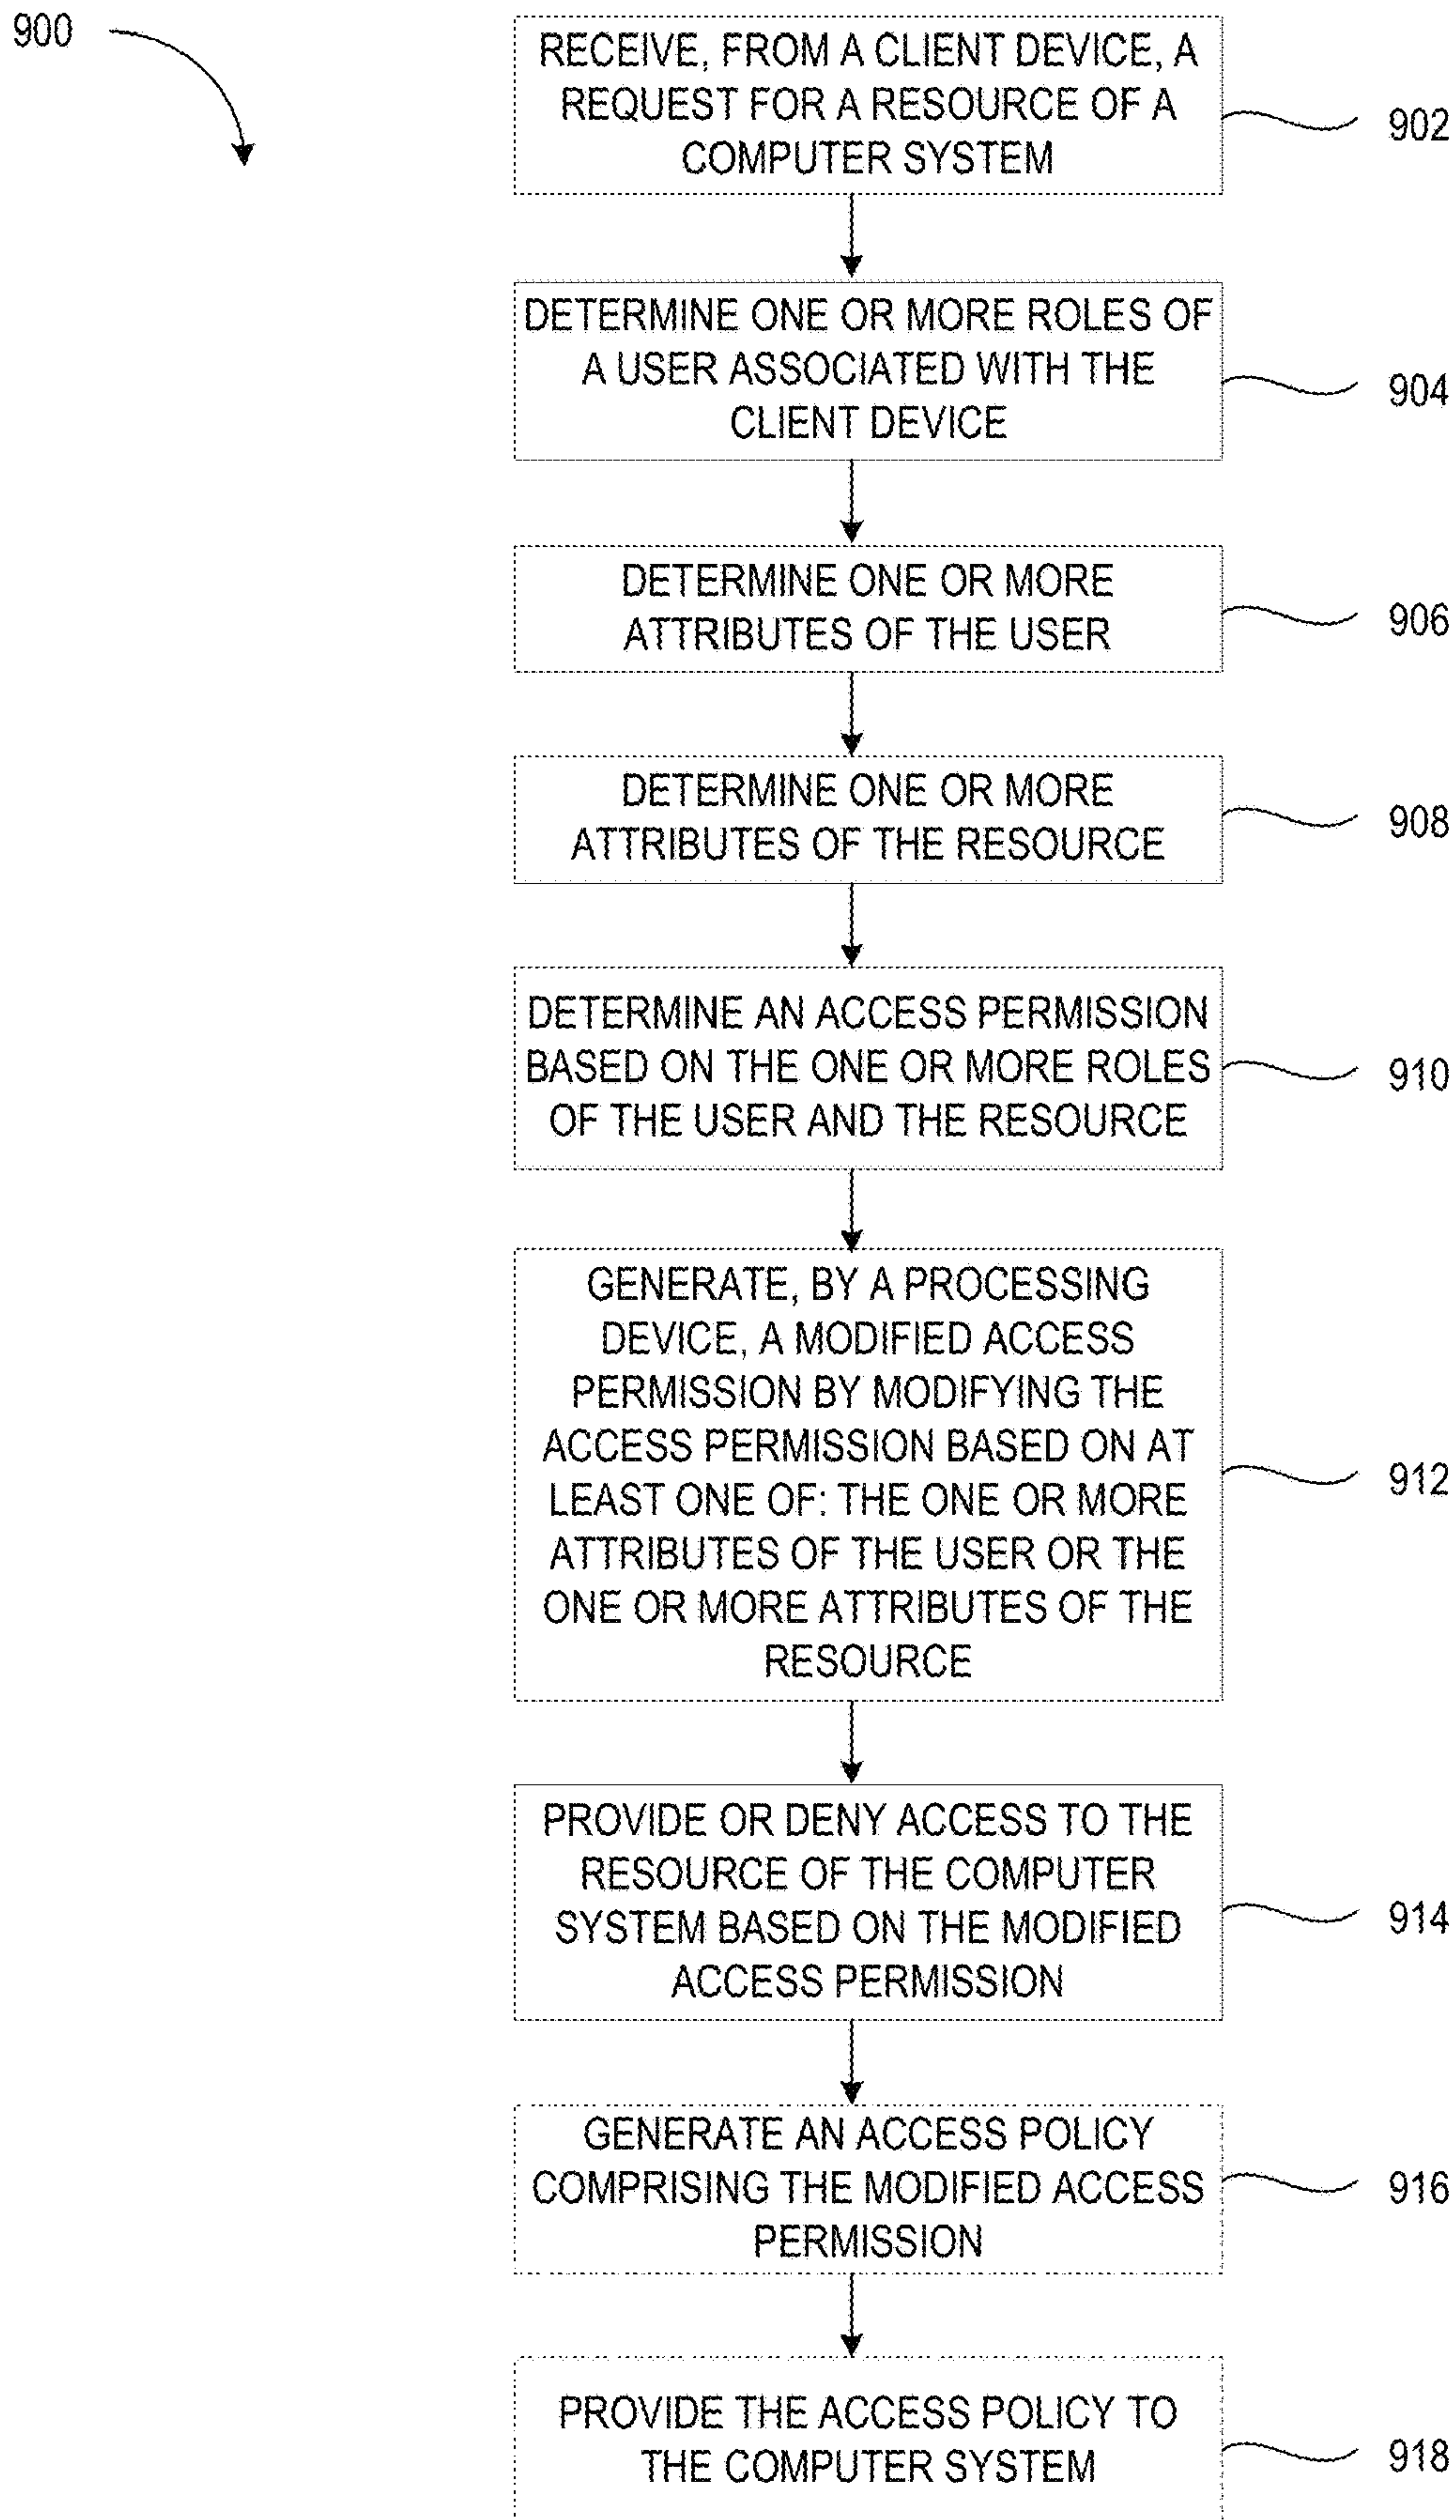 900
RECEIVE, FROM A CLIENT DEVICE, A
REQUEST FOR A RESOURCE OF A
COMPUTER SYSTEM
902
DETERMINE ONE OR MORE ROLES OF
A USER ASSOCIATED WITH THE
CLIENT DEVICE
904
DETERMINE ONE OR MORE
ATTRIBUTES OF THE USER
906
DETERMINE ONE OR MORE
ATTRIBUTES OF THE RESOURCE
908
DETERMINE AN ACCESS PERMISSION
BASED ON THE ONE OR MORE ROLES
OF THE USER AND THE RESOURCE
910
GENERATE, BY A PROCESSING
DEVICE, A MODIFIED ACCESS
PERMISSION BY MODIFYING THE
ACCESS PERMISSION BASED ON AT
LEAST ONE OF: THE ONE OR MORE
ATTRIBUTES OF THE USER OR THE
ONE OR MORE ATTRIBUTES OF THE
RESOURCE
912
PROVIDE OR DENY ACCESS TO THE
RESOURCE OF THE COMPUTER
SYSTEM BASED ON THE MODIFIED
ACCESS PERMISSION
914
GENERATE AN ACCESS POLICY
COMPRISING THE MODIFIED ACCESS
PERMISSION
916
PROVIDE THE ACCESS POLICY TO
THE COMPUTER SYSTEM
918